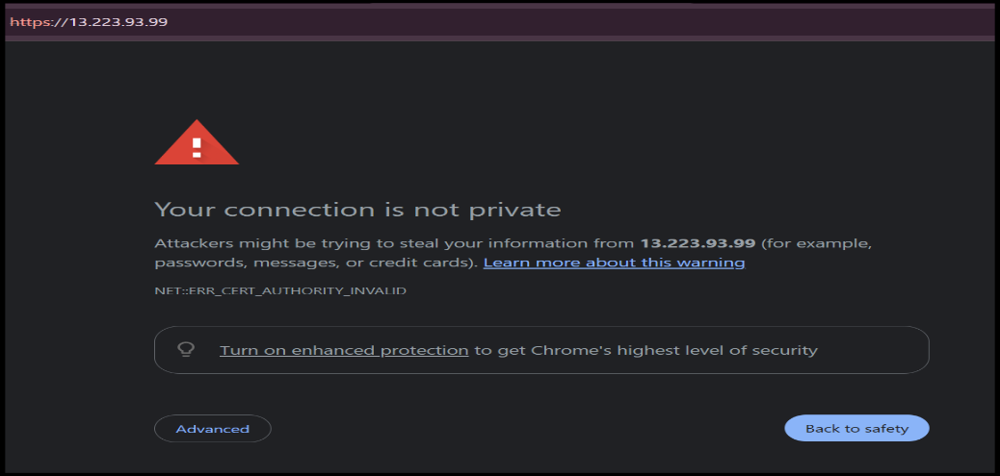 https://13.223.93.99
Your connection is not private
Attackers might be trying to steal your information from 13.223.93.99 (for example,
passwords, messages, or credit cards). Learn more about this warning
NET::ERR_CERT_AUTHORITY_INVALID
Turn on enhanced protection to get Chrome's highest level of security
Advanced
Back to safety